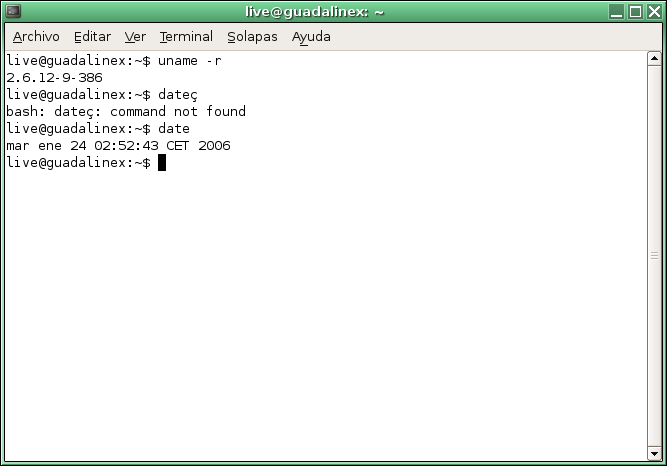 live@guadalinex: ~
Archivo Editar Ver Terminal Solapas Ayuda
live@guadalinex:~$ uname -r
2.6.12-9-386
live@guadalinex:~$ dateç
bash: dateç: command not found
live@guadalinex:~$ date
mar ene 24 02:52:43 CET 2006
live@guadalinex:~$